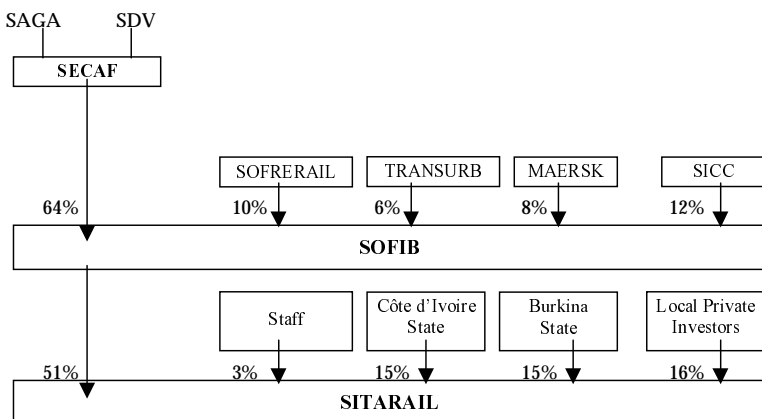 SAGA SDV
SECAF
SOFRERAIL TRANSURB MAERSK SICC
64% 10% 6% 8% 12%
SOFIB
Staff
Côte d'Ivoire
State
Burkina
State
Local Private
Investors
51% 3% 15% 15% 16%
SITARAIL